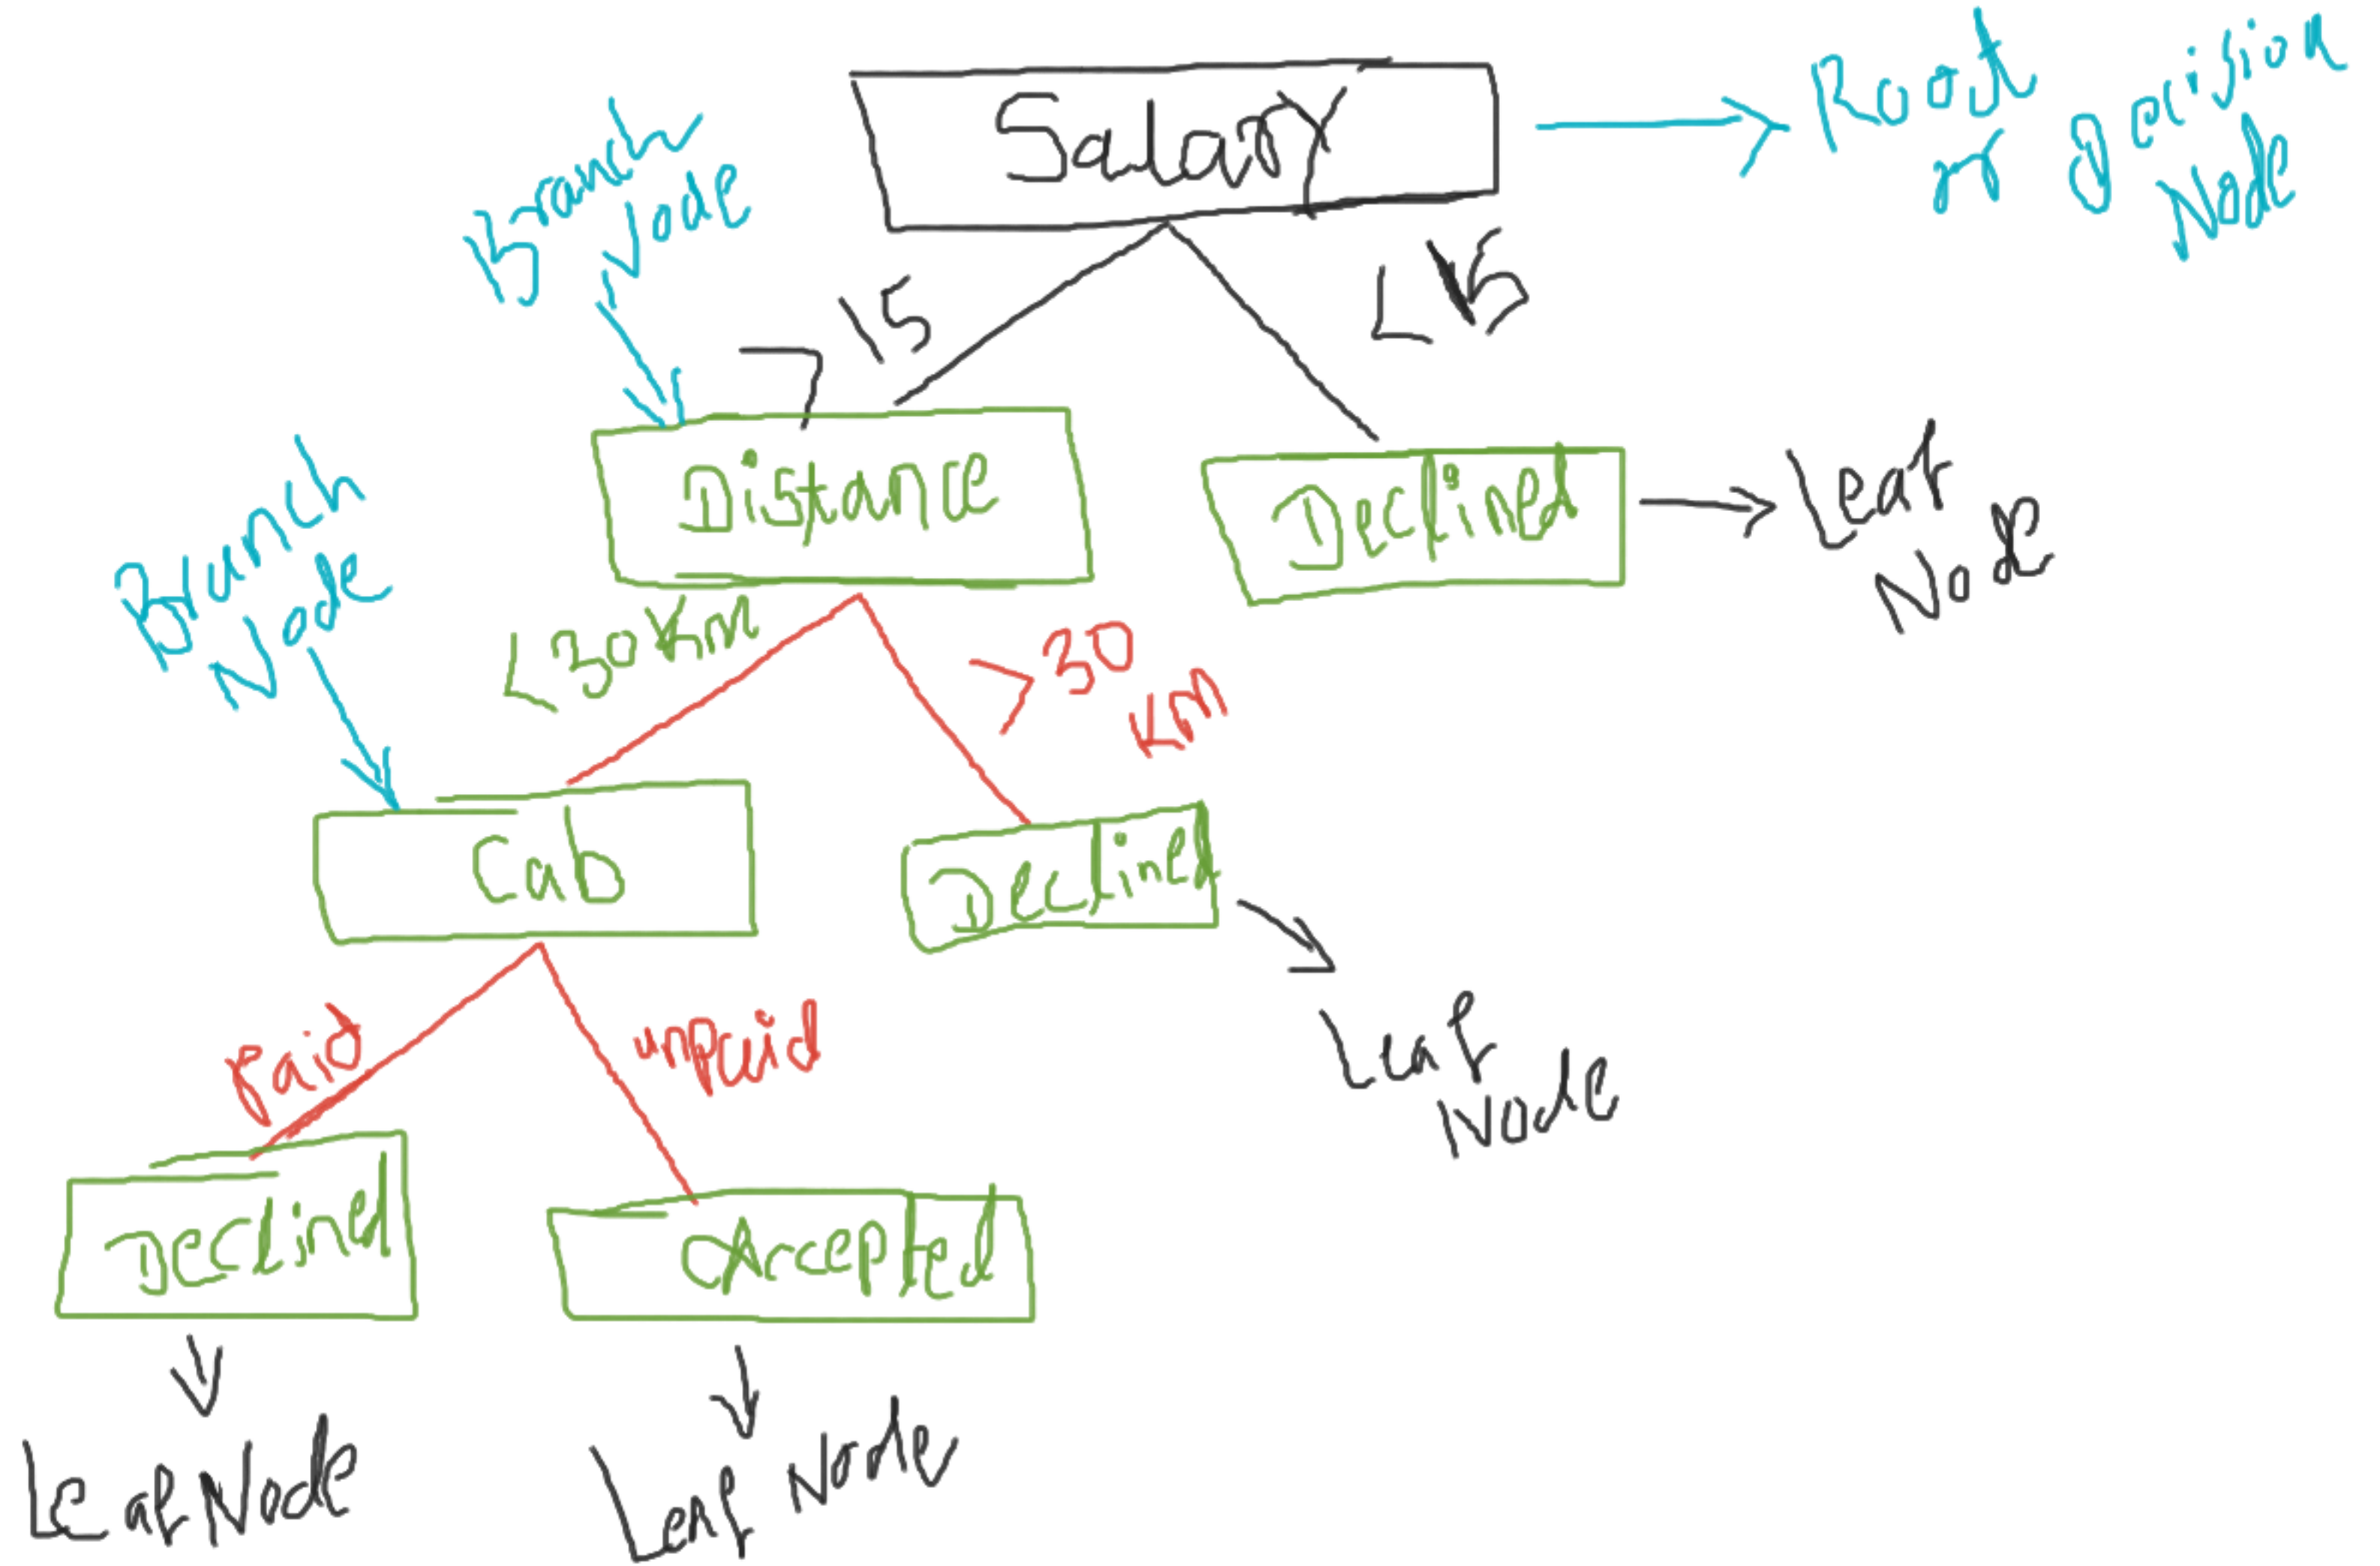 Salary
Root
or decision
Node
Branch
Node
>15
<15
Distance
Declined
Leaf
Node
Branch
Node
<30 Km
>30
Km
Cab
Declined
Leaf
Node
Paid
unpaid
Declined
Accepted
Leaf Node
Leaf Node